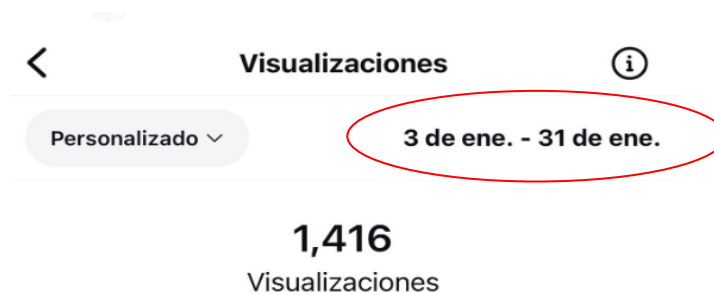 Visualizaciones
Personalizado 3 de ene. - 31 de ene.
1,416
Visualizaciones